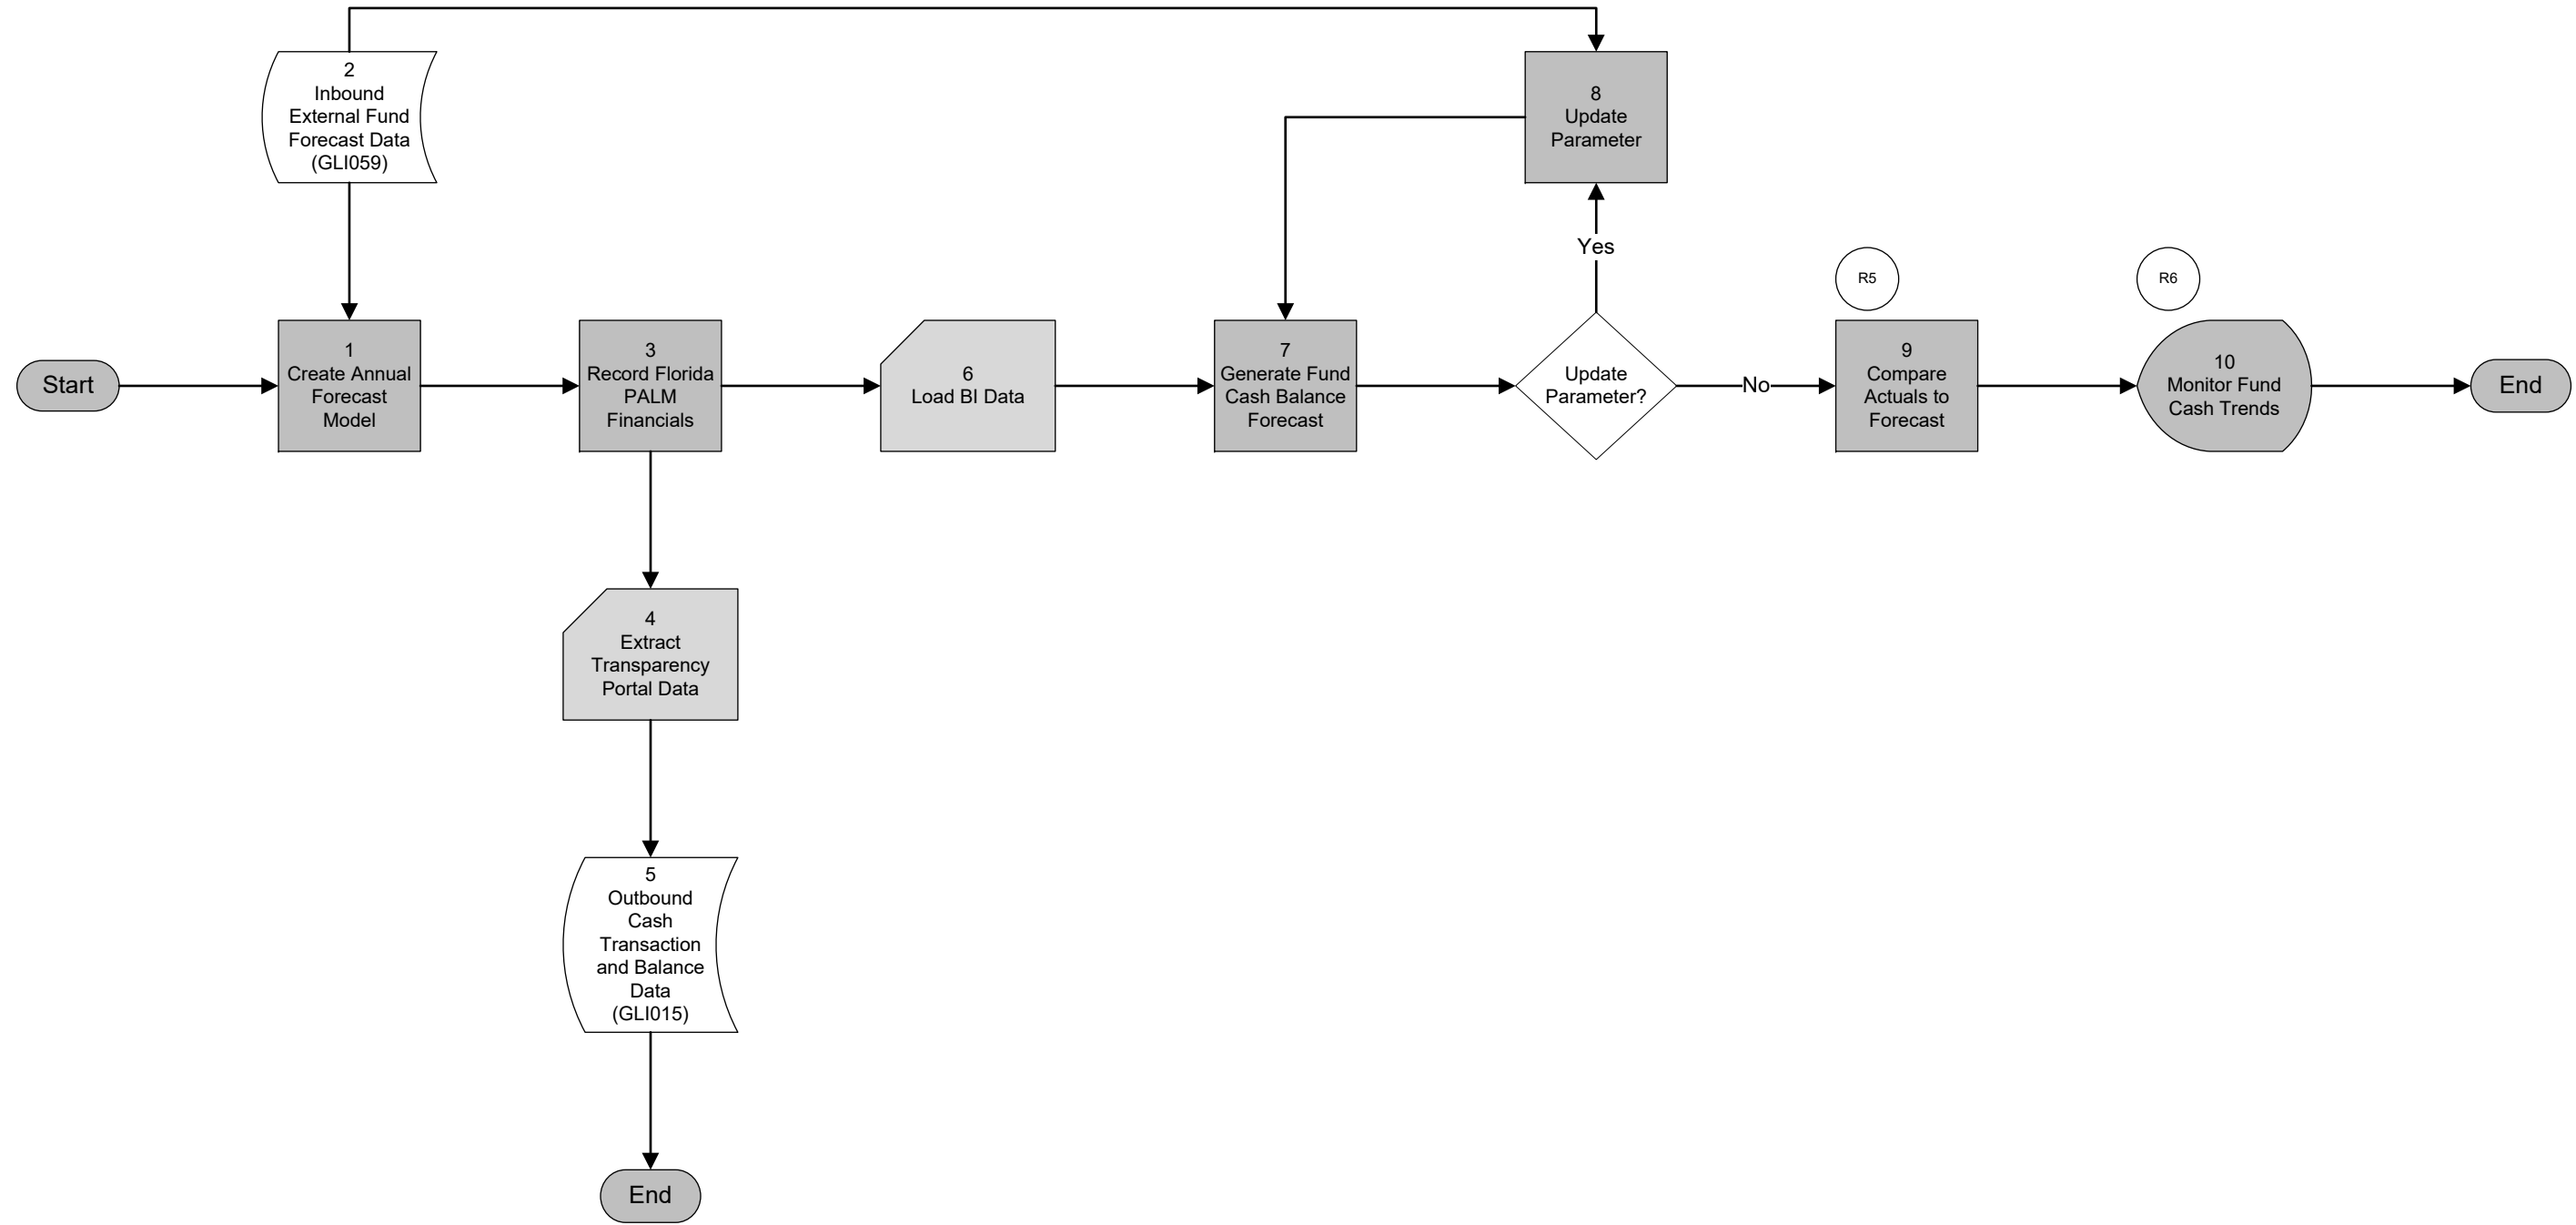 2
Inbound
External Fund
Forecast Data
(GLI059)
8
Update
Parameter
Yes
R5
R6
Start
1
Create Annual
Forecast
Model
3
Record Florida
PALM
Financials
6
Load BI Data
7
Generate Fund
Cash Balance
Forecast
Update
Parameter?
No
9
Compare
Actuals to
Forecast
10
Monitor Fund
Cash Trends
End
4
Extract
Transparency
Portal Data
5
Outbound
Cash
Transaction
and Balance
Data
(GLI015)
End